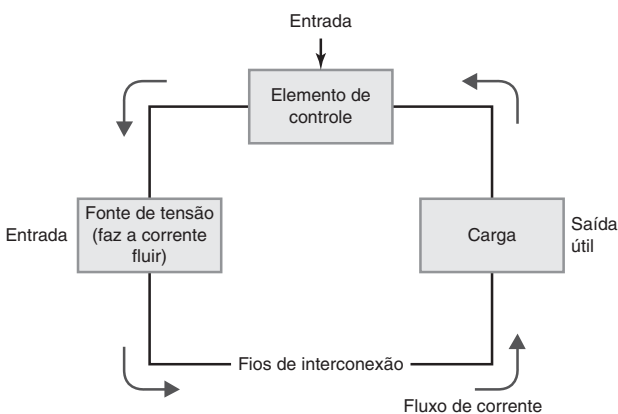 Entrada
Elemento de
controle
Entrada
Fonte de tensão
(faz a corrente
fluir)
Carga
Saída
útil
Fios de interconexão
Fluxo de corrente